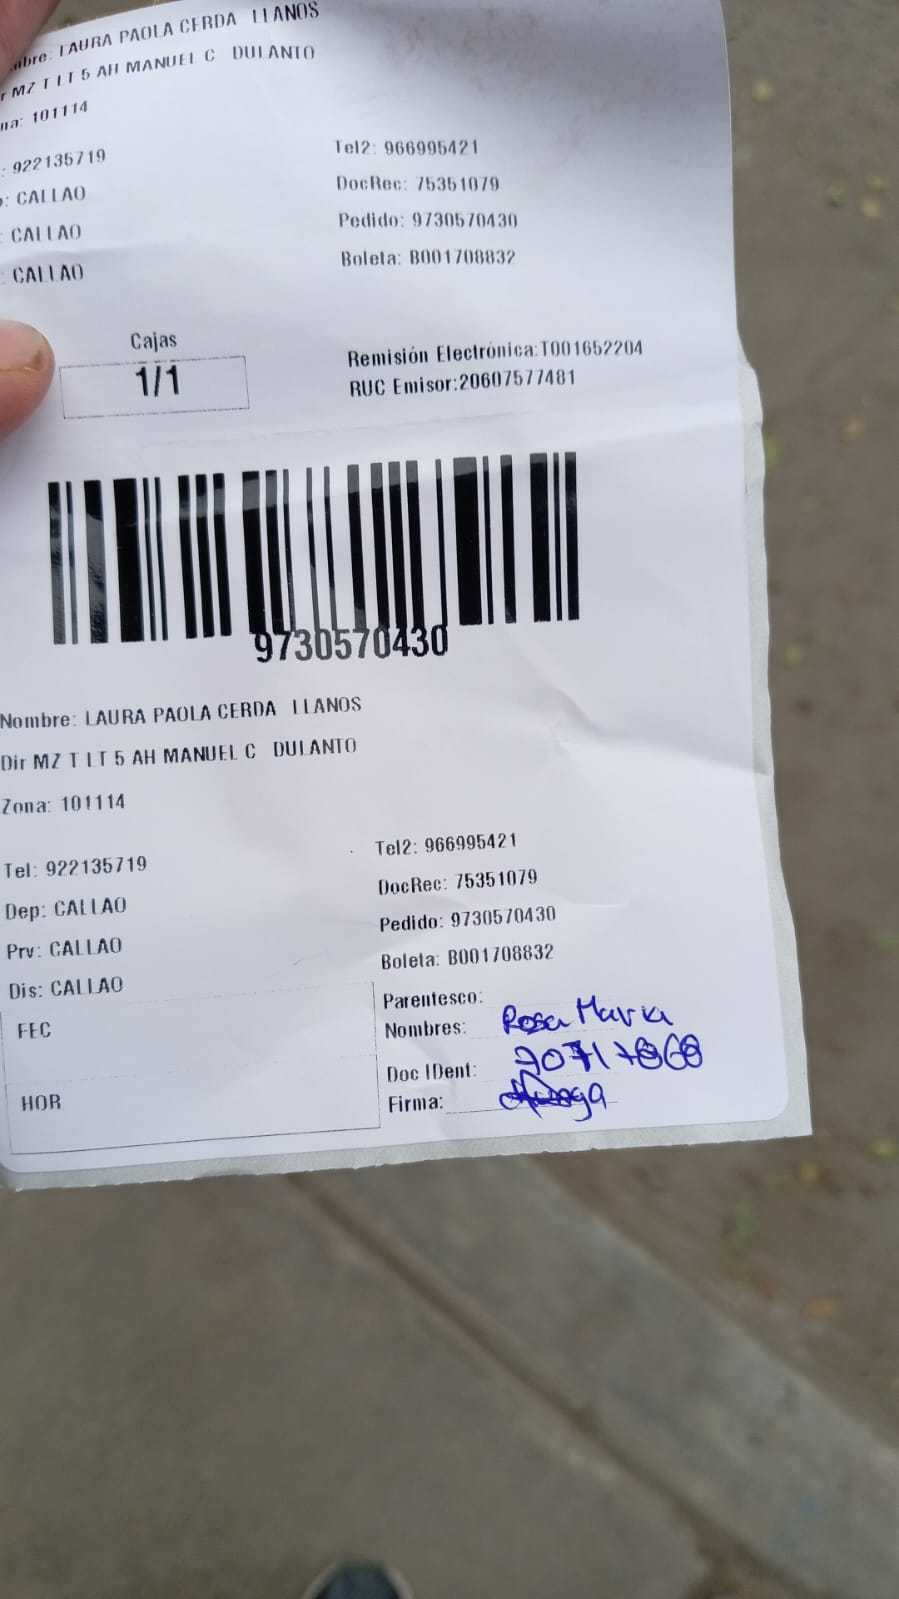 mbre: LAURA PAOLA CERDA LLANOS
r MZ T LT 5 AH MANUEL C DULANTO
na: 101114
: 922135719 Tel2: 966995421
: CALLAO DocRec: 75351079
: CALLAO Pedido: 9730570430
: CALLAO Boleta: B001708832
Cajas
1/1
Remisión Electrónica:T001652204
RUC Emisor:20607577481
9730570430
Nombre: LAURA PAOLA CERDA LLANOS
Dir MZ T LT 5 AH MANUEL C DULANTO
Zona: 101114
Tel: 922135719 Tel2: 966995421
Dep: CALLAO DocRec: 75351079
Prv: CALLAO Pedido: 9730570430
Dis: CALLAO Boleta: B001708832
FEC
HOR
Parentesco:
Nombres: Rosa Maria
Doc IDent:
Firma: